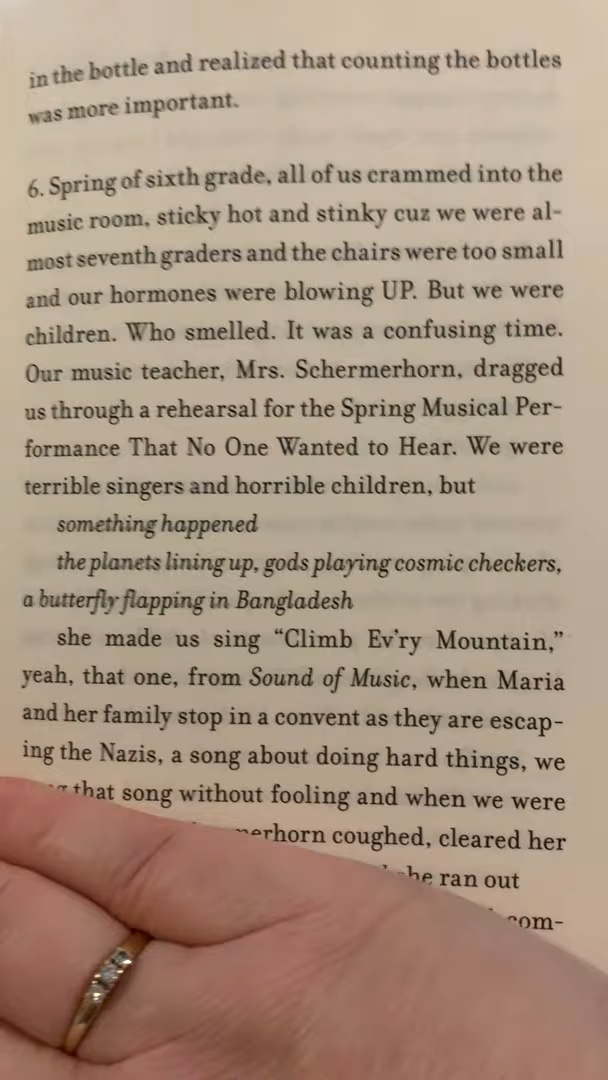 in the bottle and realized that counting the bottles
was more important.
6. Spring of sixth grade, all of us crammed into the
music room, sticky hot and stinky cuz we were al-
most seventh graders and the chairs were too small
and our hormones were blowing UP. But we were
children. Who smelled. It was a confusing time.
Our music teacher, Mrs. Schermerhorn, dragged
us through a rehearsal for the Spring Musical Per-
formance That No One Wanted to Hear. We were
terrible singers and horrible children, but
something happened
the planets lining up, gods playing cosmic checkers,
a butterfly flapping in Bangladesh
she made us sing “Climb Ev’ry Mountain,”
yeah, that one, from Sound of Music, when Maria
and her family stop in a convent as they are escap-
ing the Nazis, a song about doing hard things, we
that song without fooling and when we were
coughed, cleared her
ran out